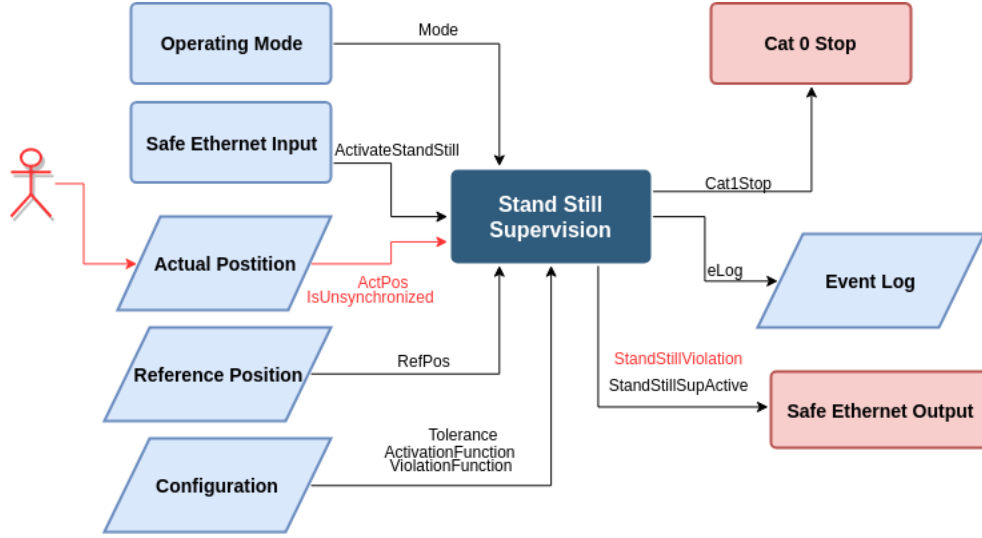 Operating Mode
Mode
Cat 0 Stop
Safe Ethernet Input
ActivateStandStill
Stand Still
Supervision
Cat1Stop
Actual Postition
ActPos
IsUnsynchronized
eLog
Event Log
Reference Position
RefPos
StandStillViolation
StandStillSupActive
Safe Ethernet Output
Configuration
Tolerance
ActivationFunction
ViolationFunction